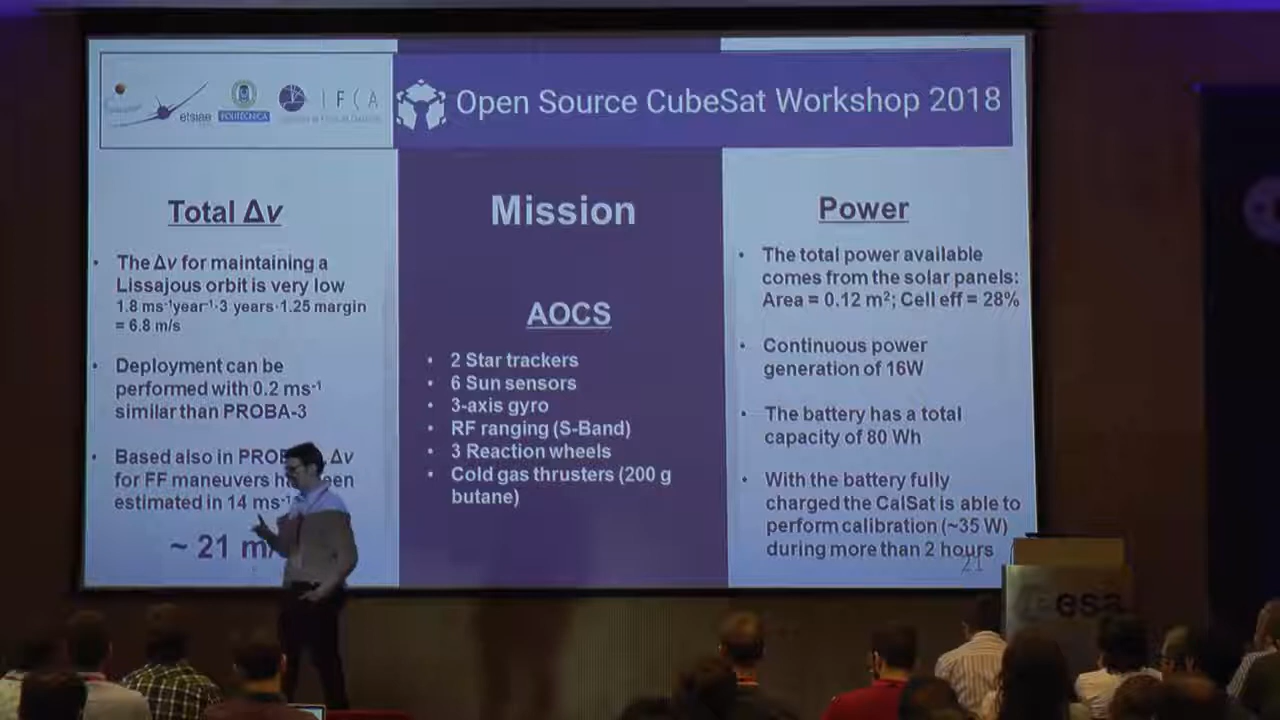 etsiae
POLITÉCNICA
IFCA
Open Source CubeSat Workshop 2018
Total Δv
• The Δv for maintaining a
Lissajous orbit is very low
1.8 ms⁻¹year⁻¹·3 years·1.25 margin
= 6.8 m/s
• Deployment can be
performed with 0.2 ms⁻¹
similar than PROBA-3
• Based also in Δv
for FF maneuvers
estimated in 14 ms⁻¹
~ 21
Mission
AOCS
• 2 Star trackers
• 6 Sun sensors
• 3-axis gyro
• RF ranging (S-Band)
• 3 Reaction wheels
• Cold gas thrusters (200 g
butane)
Power
• The total power available
comes from the solar panels:
Area = 0.12 m²; Cell eff = 28%
• Continuous power
generation of 16W
• The battery has a total
capacity of 80 Wh
• With the battery fully
charged the CalSat is able to
perform calibration (~35 W)
during more than 2 hours
21
esa